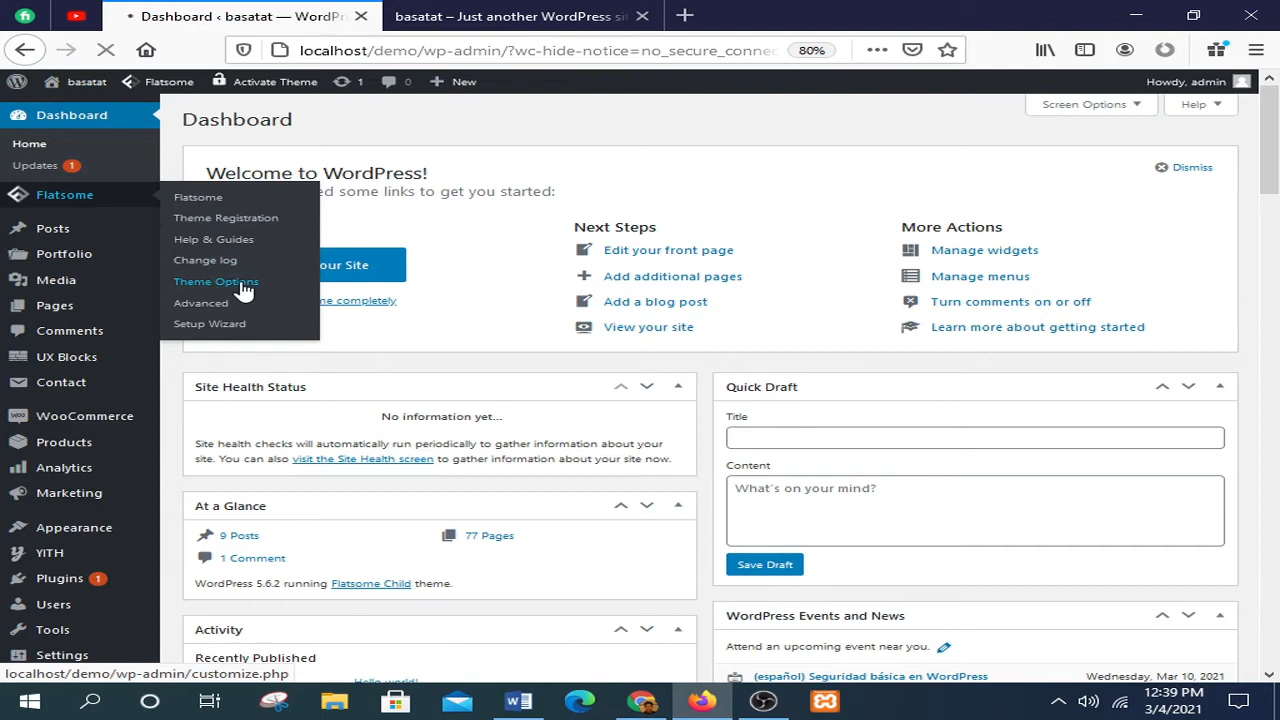 Dashboard ‹ basatat — WordPr
basatat – Just another WordPress si
localhost/demo/wp-admin/?wc-hide-notice=no_secure_connec
80%
basatat
Flatsome
Activate Theme
1
0
New
Howdy, admin
Dashboard
Home
Updates 1
Flatsome
Posts
Portfolio
Media
Pages
Comments
UX Blocks
Contact
WooCommerce
Products
Analytics
Marketing
Appearance
YITH
Plugins 1
Users
Tools
Settings
Flatsome
Theme Registration
Help & Guides
Change log
Theme Options
Advanced
Setup Wizard
Dashboard
Screen Options
Help
Welcome to WordPress!
ed some links to get you started:
Dismiss
our Site
me completely
Next Steps
Edit your front page
Add additional pages
Add a blog post
View your site
More Actions
Manage widgets
Manage menus
Turn comments on or off
Learn more about getting started
Site Health Status
No information yet...
Site health checks will automatically run periodically to gather information about your
site. You can also visit the Site Health screen to gather information about your site now.
At a Glance
9 Posts
77 Pages
1 Comment
WordPress 5.6.2 running Flatsome Child theme.
Activity
Recently Published
Hello world!
Quick Draft
Title
Content
What's on your mind?
Save Draft
WordPress Events and News
Attend an upcoming event near you.
(español) Seguridad básica en WordPress
Wednesday, Mar 10, 2021
localhost/demo/wp-admin/customize.php
12:39 PM
3/4/2021